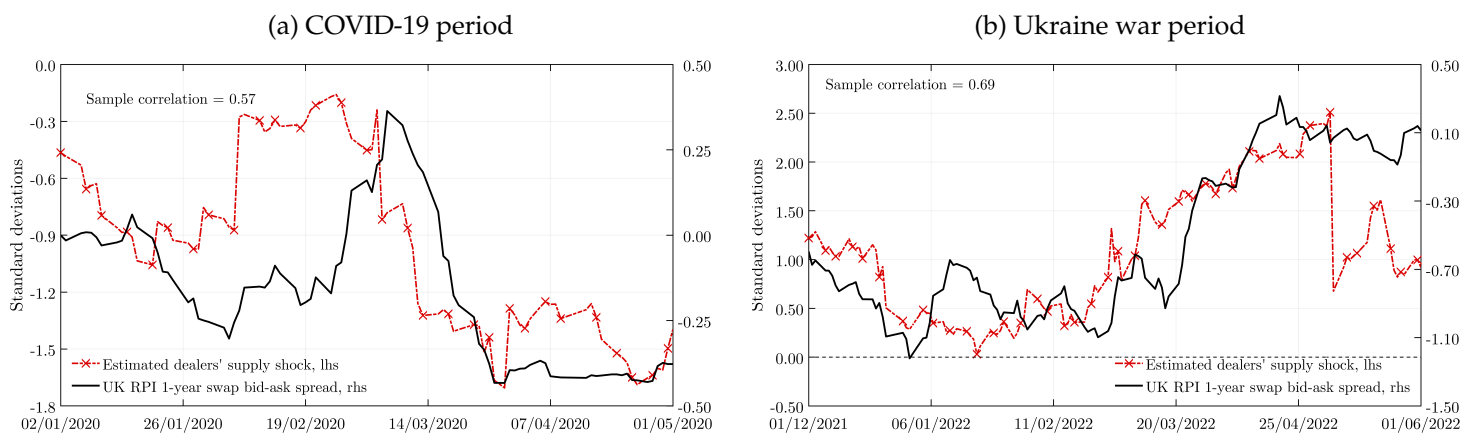 (a) COVID-19 period
Standard deviations
0.0
-0.3
-0.6
-0.9
-1.2
-1.5
-1.8
0.50
0.25
0.00
-0.25
-0.50
Sample correlation = 0.57
Estimated dealers' supply shock, lhs
UK RPI 1-year swap bid-ask spread, rhs
02/01/2020 26/01/2020 19/02/2020 14/03/2020 07/04/2020 01/05/2020
(b) Ukraine war period
Standard deviations
3.00
2.50
2.00
1.50
1.00
0.50
0.00
-0.50
0.50
0.10
-0.30
-0.70
-1.10
-1.50
Sample correlation = 0.69
Estimated dealers' supply shock, lhs
UK RPI 1-year swap bid-ask spread, rhs
01/12/2021 06/01/2022 11/02/2022 20/03/2022 25/04/2022 01/06/2022